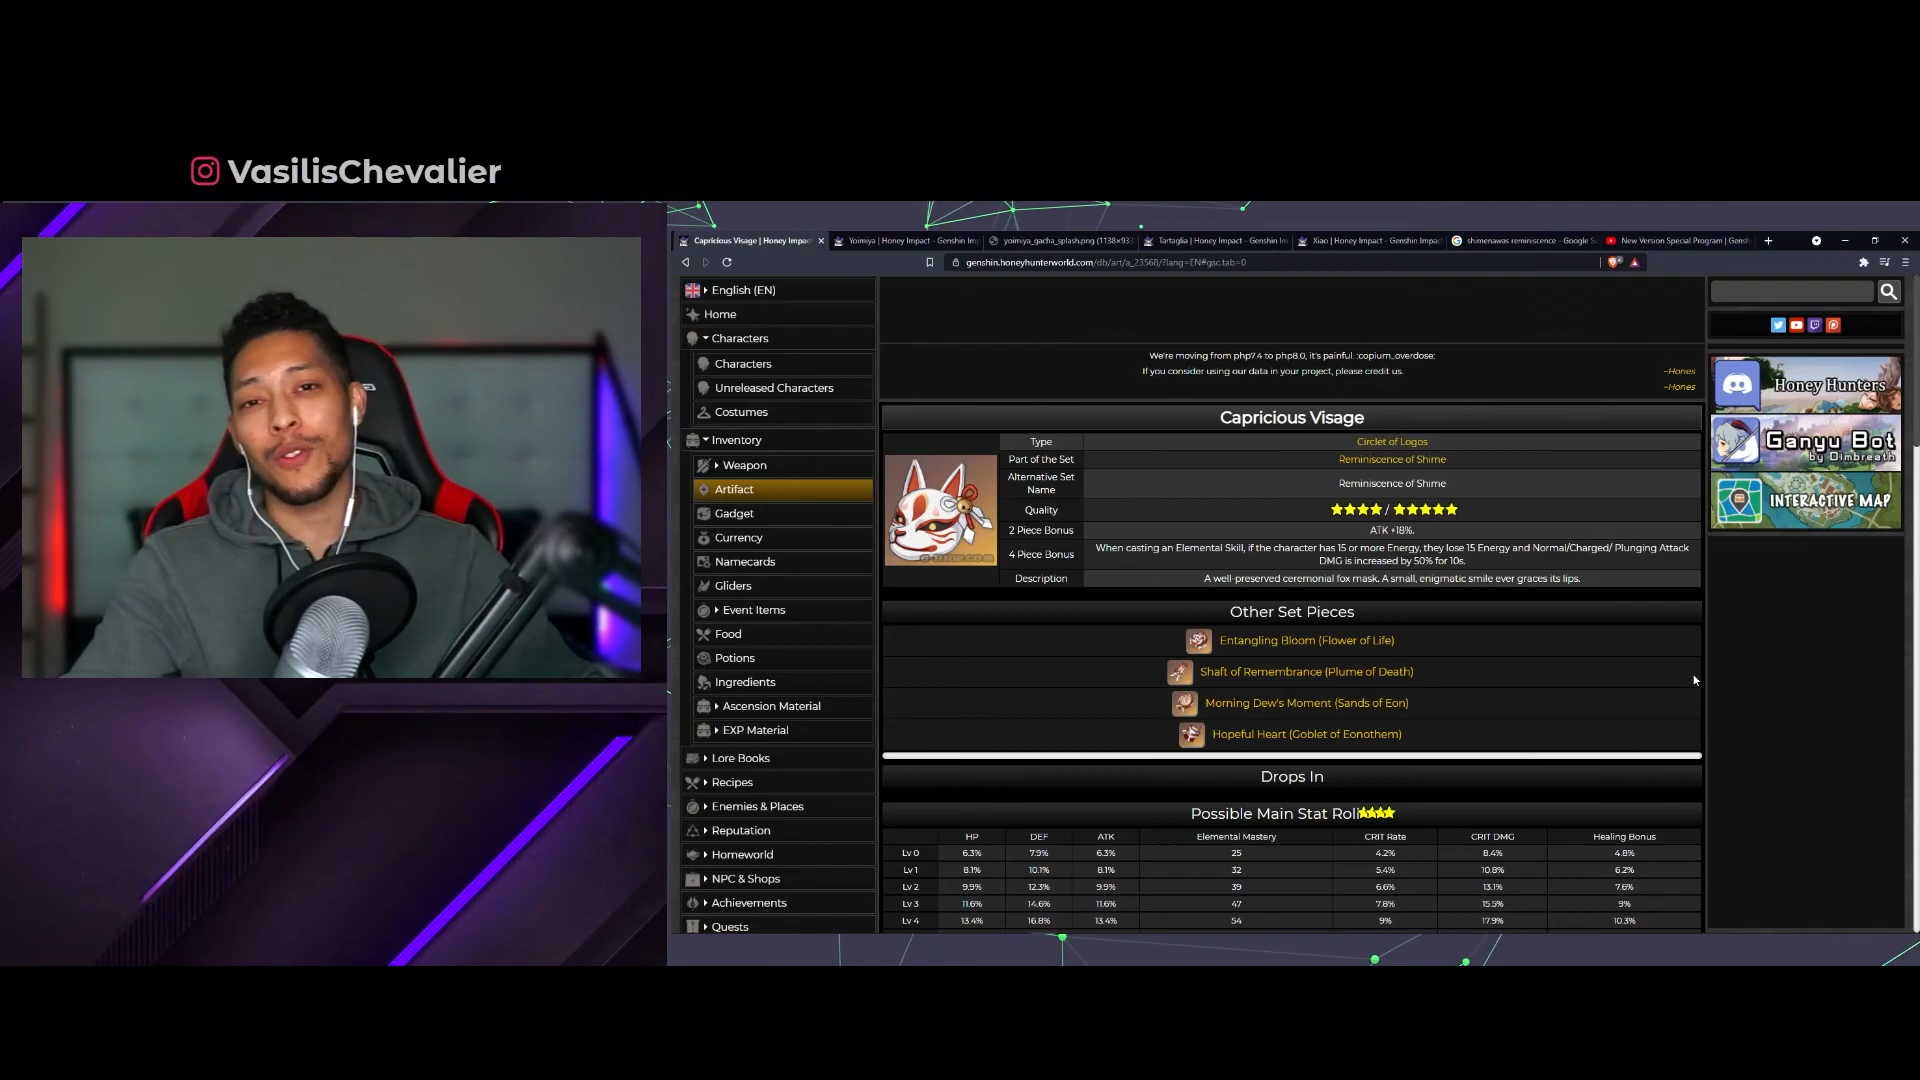 VasilisChevalier
Capricious Visage | Honey Impac
Yoimiya | Honey Impact - Genshin Im
yoimiya_gacha_splash.png (1138×933
Tartaglia | Honey Impact - Genshin Im
Xiao | Honey Impact - Genshin Impact
shimenawas reminiscence - Google S
New Version Special Program | Gensh
genshin.honeyhunterworld.com/db/art/a_23568/?lang=EN#gsc.tab=0
English (EN)
Home
Characters
Characters
Unreleased Characters
Costumes
Inventory
Weapon
Artifact
Gadget
Currency
Namecards
Gliders
Event Items
Food
Potions
Ingredients
Ascension Material
EXP Material
Lore Books
Recipes
Enemies & Places
Reputation
Homeworld
NPC & Shops
Achievements
Quests
We're moving from php7.4 to php8.0, it's painful. :copium_overdose:
If you consider using our data in your project, please credit us.
~Hones
~Hones
Capricious Visage
Type Circlet of Logos
Part of the Set Reminiscence of Shime
Alternative Set Name Reminiscence of Shime
Quality /
2 Piece Bonus ATK +18%.
4 Piece Bonus When casting an Elemental Skill, if the character has 15 or more Energy, they lose 15 Energy and Normal/Charged/ Plunging Attack
DMG is increased by 50% for 10s.
Description A well-preserved ceremonial fox mask. A small, enigmatic smile ever graces its lips.
Other Set Pieces
Entangling Bloom (Flower of Life)
Shaft of Remembrance (Plume of Death)
Morning Dew's Moment (Sands of Eon)
Hopeful Heart (Goblet of Eonothem)
Drops In
Possible Main Stat Roll
HP DEF ATK Elemental Mastery CRIT Rate CRIT DMG Healing Bonus
Lv 0 6.3% 7.9% 6.3% 25 4.2% 8.4% 4.8%
Lv 1 8.1% 10.1% 8.1% 32 5.4% 10.8% 6.2%
Lv 2 9.9% 12.3% 9.9% 39 6.6% 13.1% 7.6%
Lv 3 11.6% 14.6% 11.6% 47 7.8% 15.5% 9%
Lv 4 13.4% 16.8% 13.4% 54 9% 17.9% 10.3%
Honey Hunters
Ganyu Bot
by Dimbreath
INTERACTIVE MAP